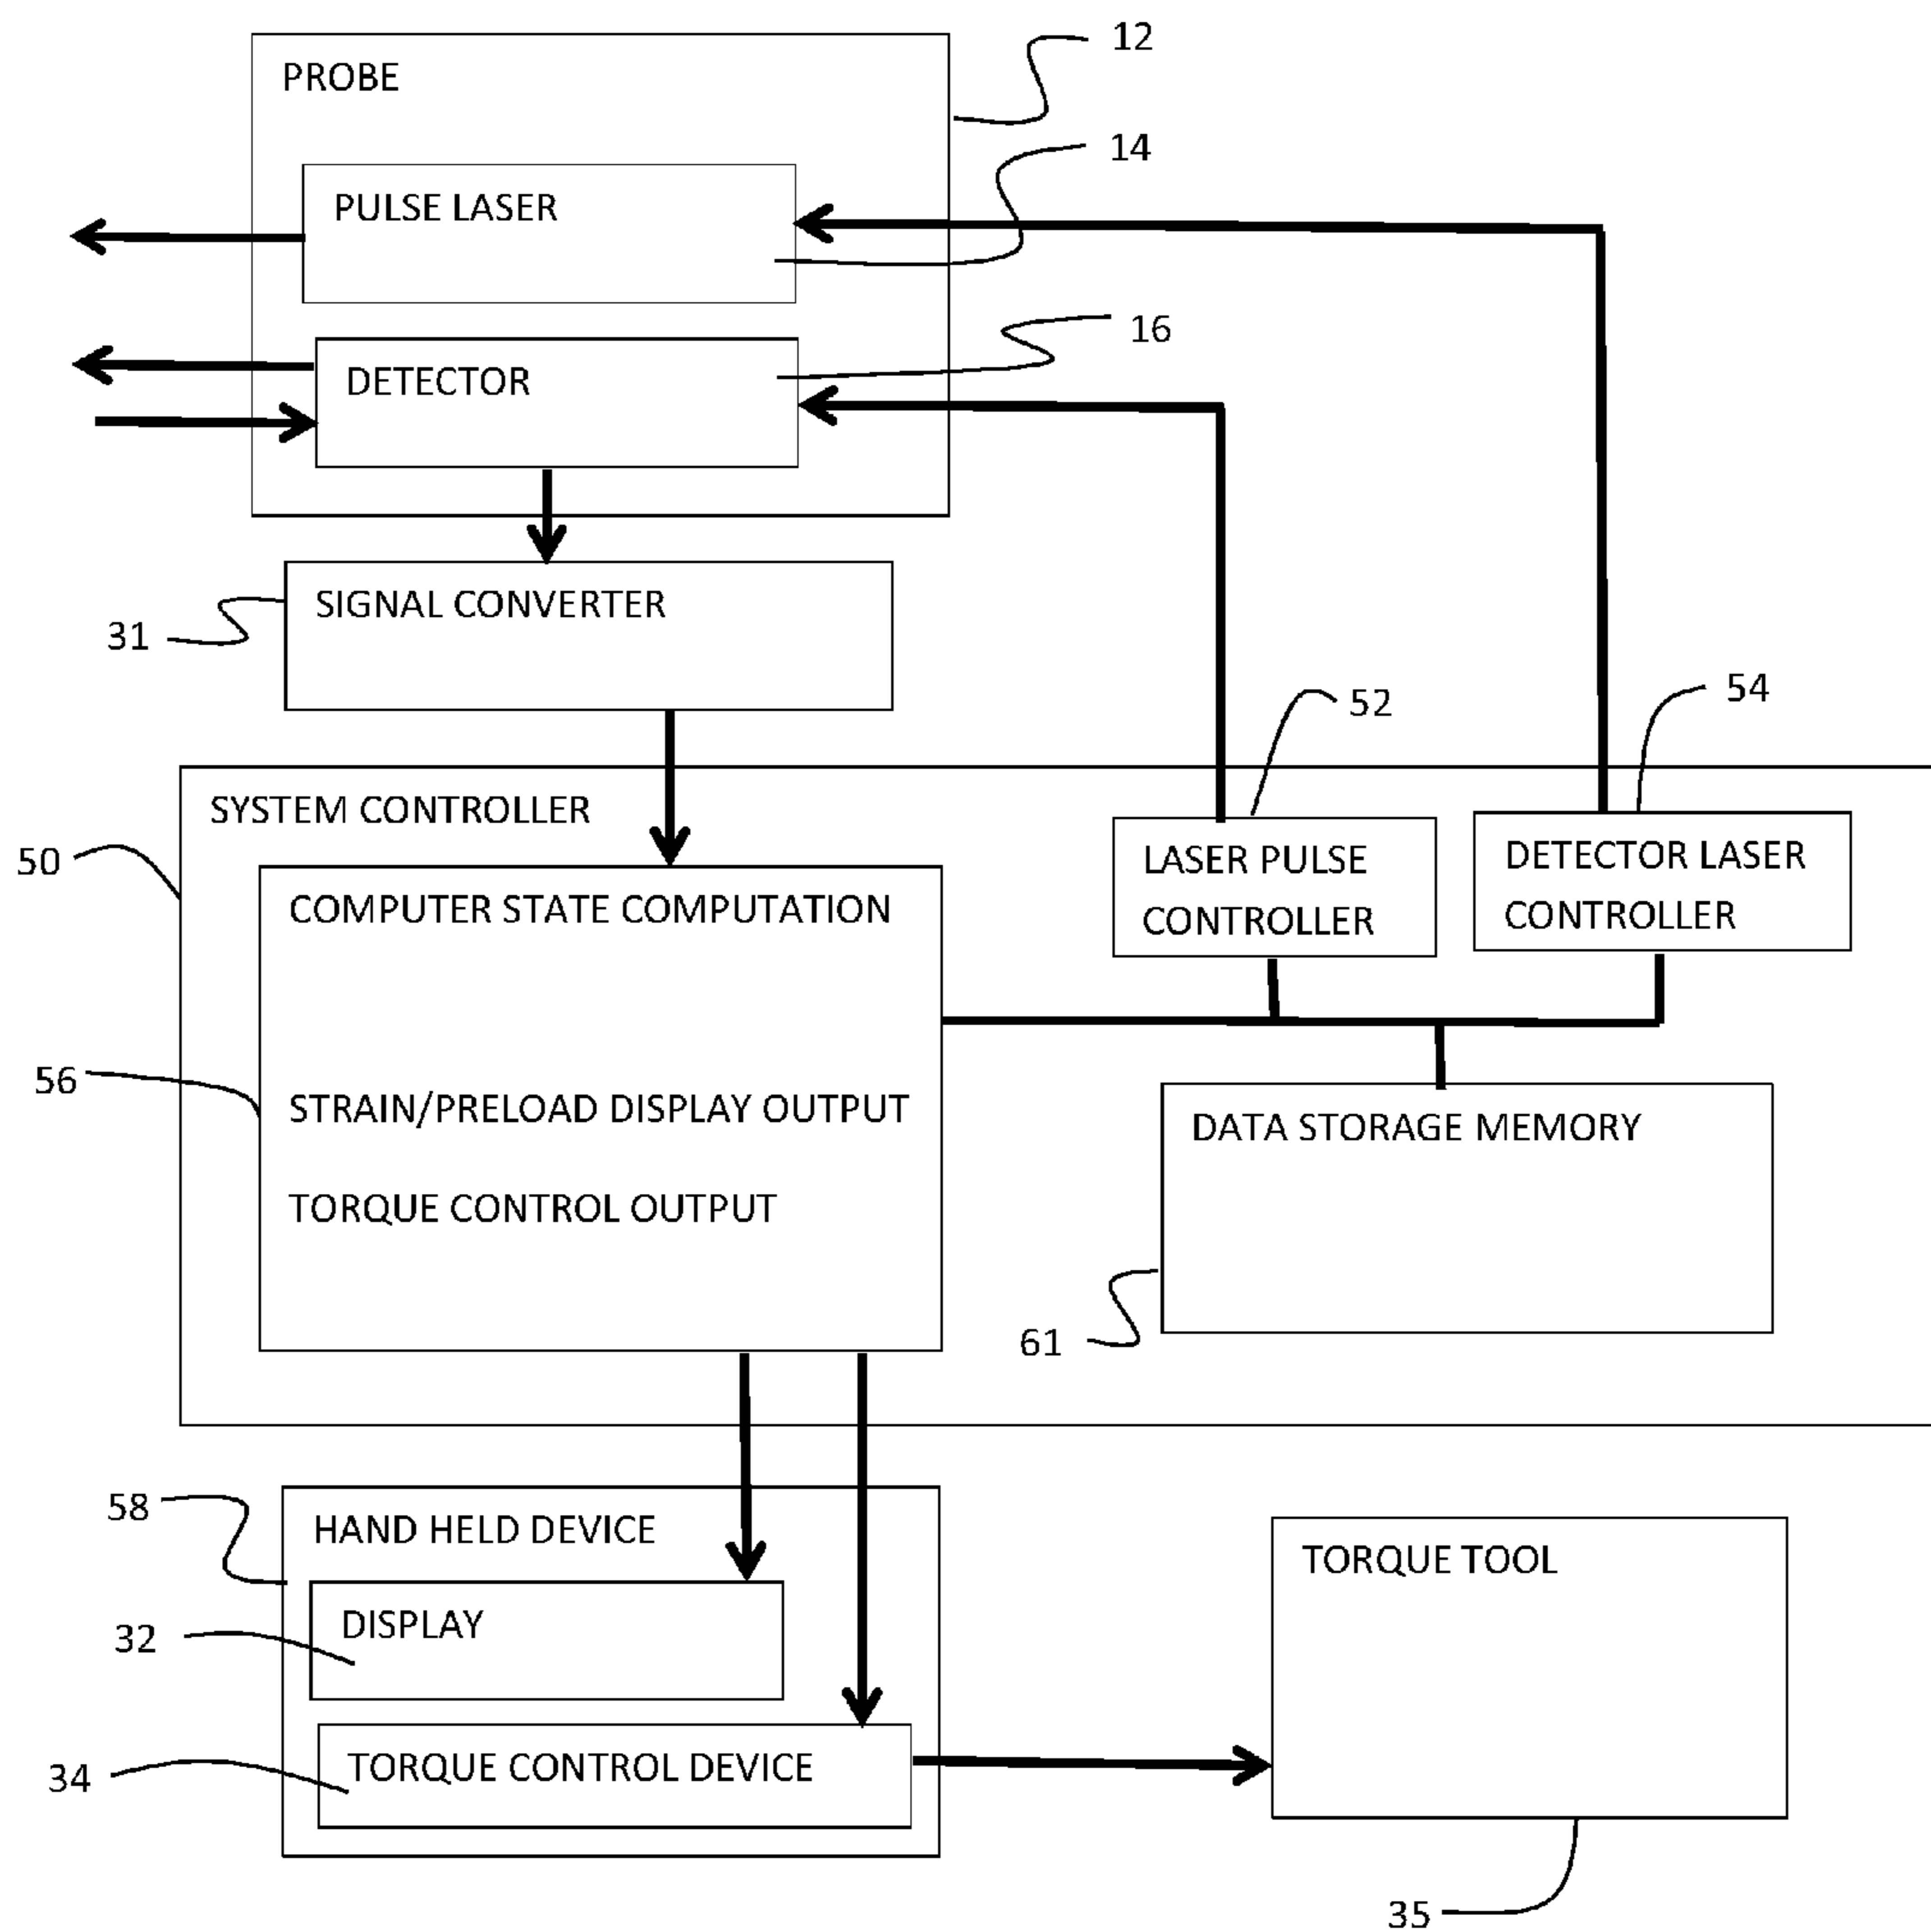 PROBE
12
PULSE LASER
14
DETECTOR
16
SIGNAL CONVERTER
31
52
54
SYSTEM CONTROLLER
50
COMPUTER STATE COMPUTATION
STRAIN/PRELOAD DISPLAY OUTPUT
TORQUE CONTROL OUTPUT
56
LASER PULSE
CONTROLLER
DETECTOR LASER
CONTROLLER
DATA STORAGE MEMORY
61
58
HAND HELD DEVICE
DISPLAY
32
TORQUE CONTROL DEVICE
34
TORQUE TOOL
35